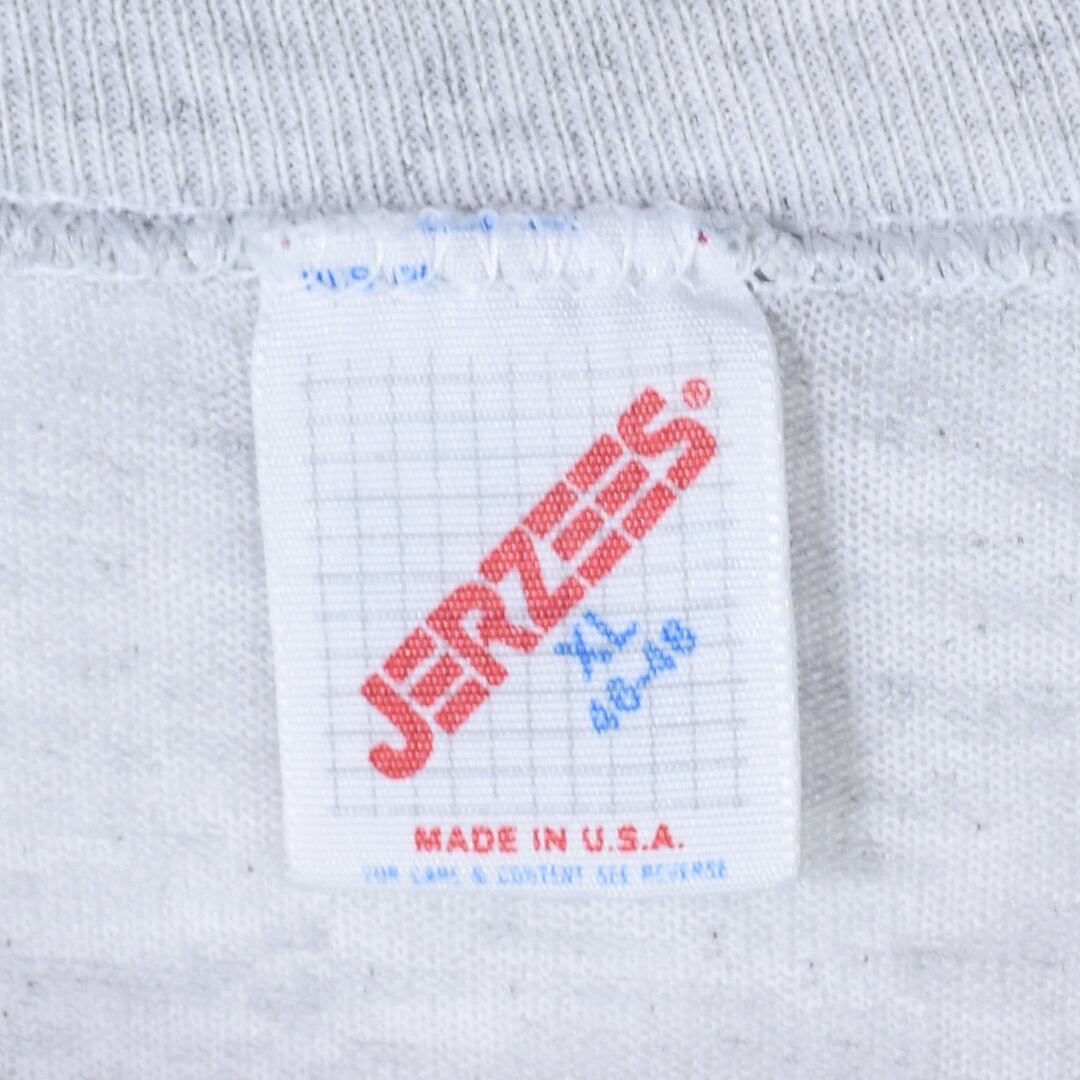 JERZEES®
XL
46-48
MADE IN U.S.A.
FOR CARE & CONTENT SEE REVERSE